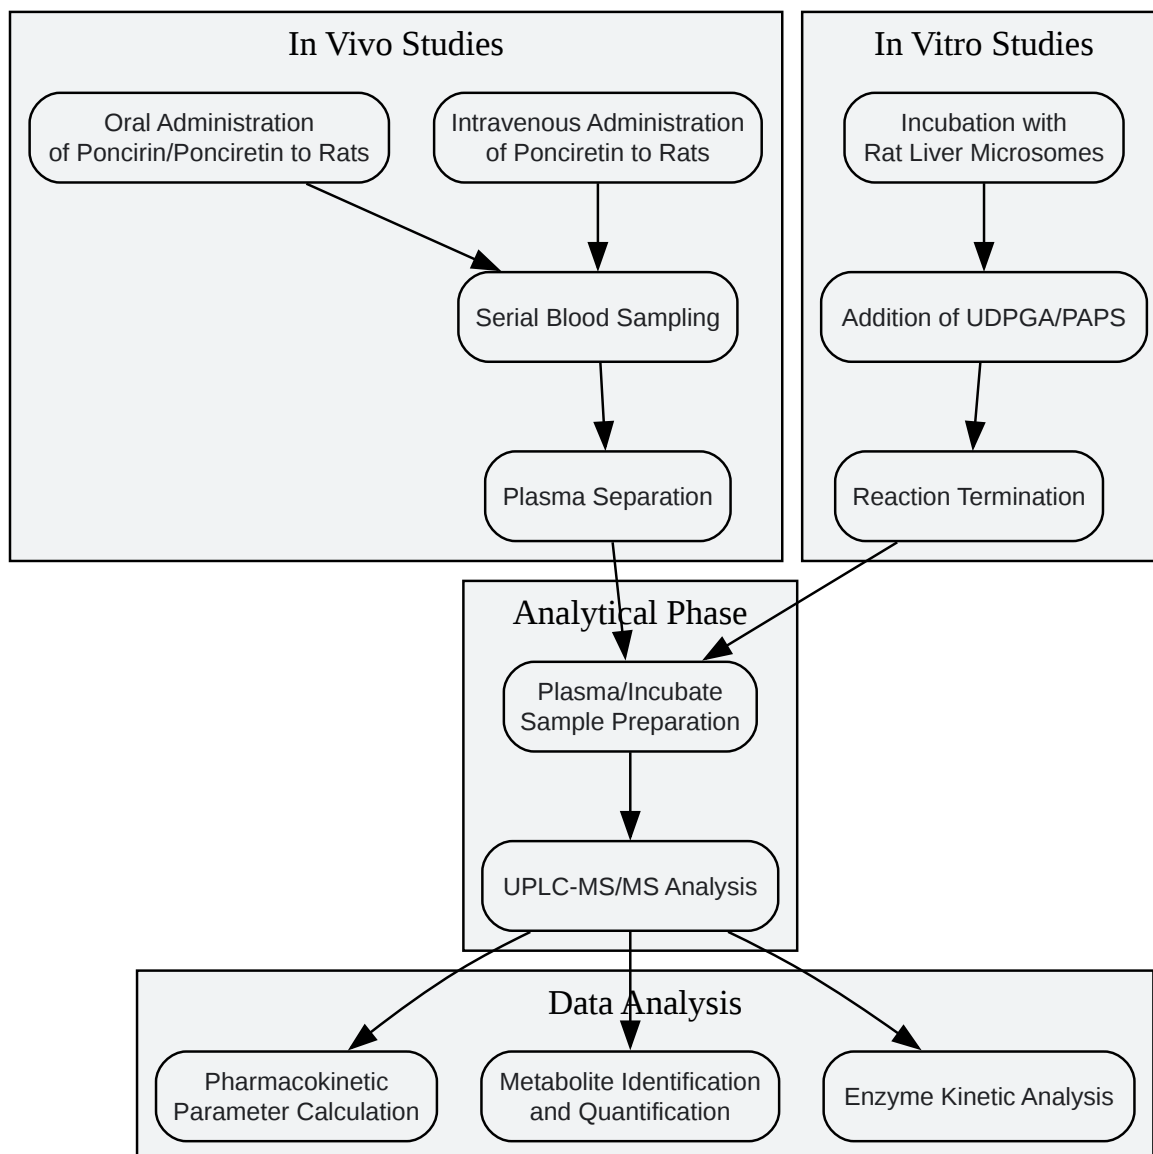 In Vivo Studies
Oral Administration
of Poncirin/Ponciretin to Rats
Intravenous Administration
of Ponciretin to Rats
Serial Blood Sampling
Plasma Separation
In Vitro Studies
Incubation with
Rat Liver Microsomes
Addition of UDPGA/PAPS
Reaction Termination
Analytical Phase
Plasma/Incubate
Sample Preparation
UPLC-MS/MS Analysis
Data Analysis
Pharmacokinetic
Parameter Calculation
Metabolite Identification
and Quantification
Enzyme Kinetic Analysis